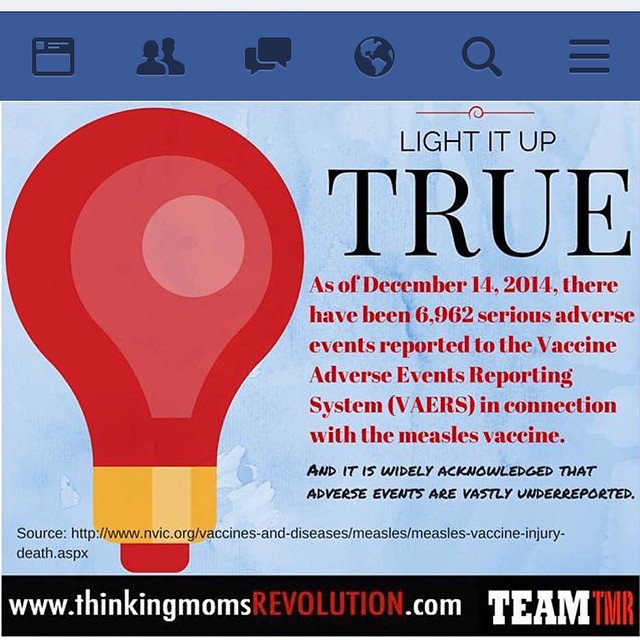 LIGHT IT UP
TRUE
As of December 14, 2014, there
have been 6,962 serious adverse
events reported to the Vaccine
Adverse Events Reporting
System (VAERS) in connection
with the measles vaccine.
AND IT IS WIDELY ACKNOWLEDGED THAT
ADVERSE EVENTS ARE VASTLY UNDERREPORTED.
Source: http://www.nvic.org/vaccines-and-diseases/measles/measles-vaccine-injury-
death.aspx
www.thinkingmomsREVOLUTION.com TEAMTMR